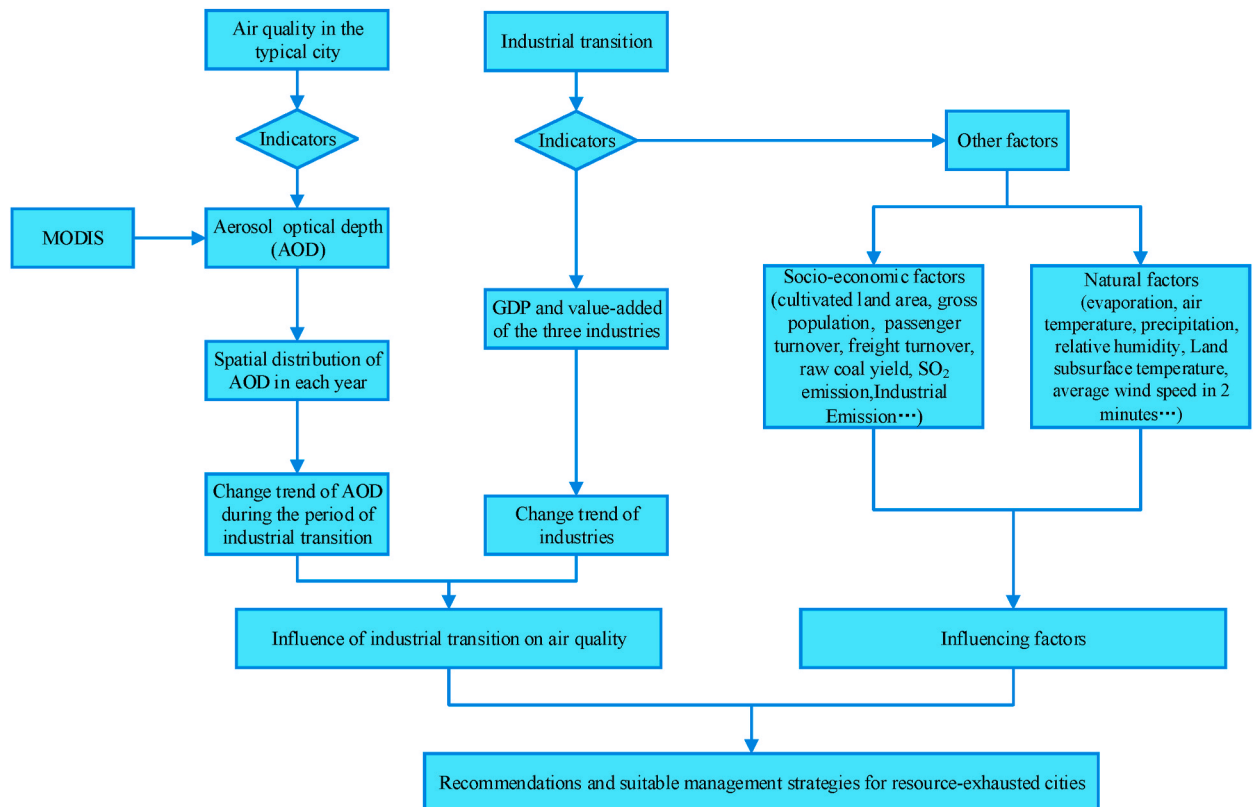 Air quality in the
typical city
Industrial transition
Indicators
Indicators
Other factors
MODIS
Aerosol optical depth
(AOD)
Socio-economic factors
(cultivated land area, gross
population, passenger
turnover, freight turnover,
raw coal yield, SO₂
emission,Industrial
Emission⋯)
Natural factors
(evaporation, air
temperature, precipitation,
relative humidity, Land
subsurface temperature,
average wind speed in 2
minutes⋯)
GDP and value-added
of the three industries
Spatial distribution of
AOD in each year
Change trend of AOD
during the period of
industrial transition
Change trend of
industries
Influence of industrial transition on air quality
Influencing factors
Recommendations and suitable management strategies for resource-exhausted cities